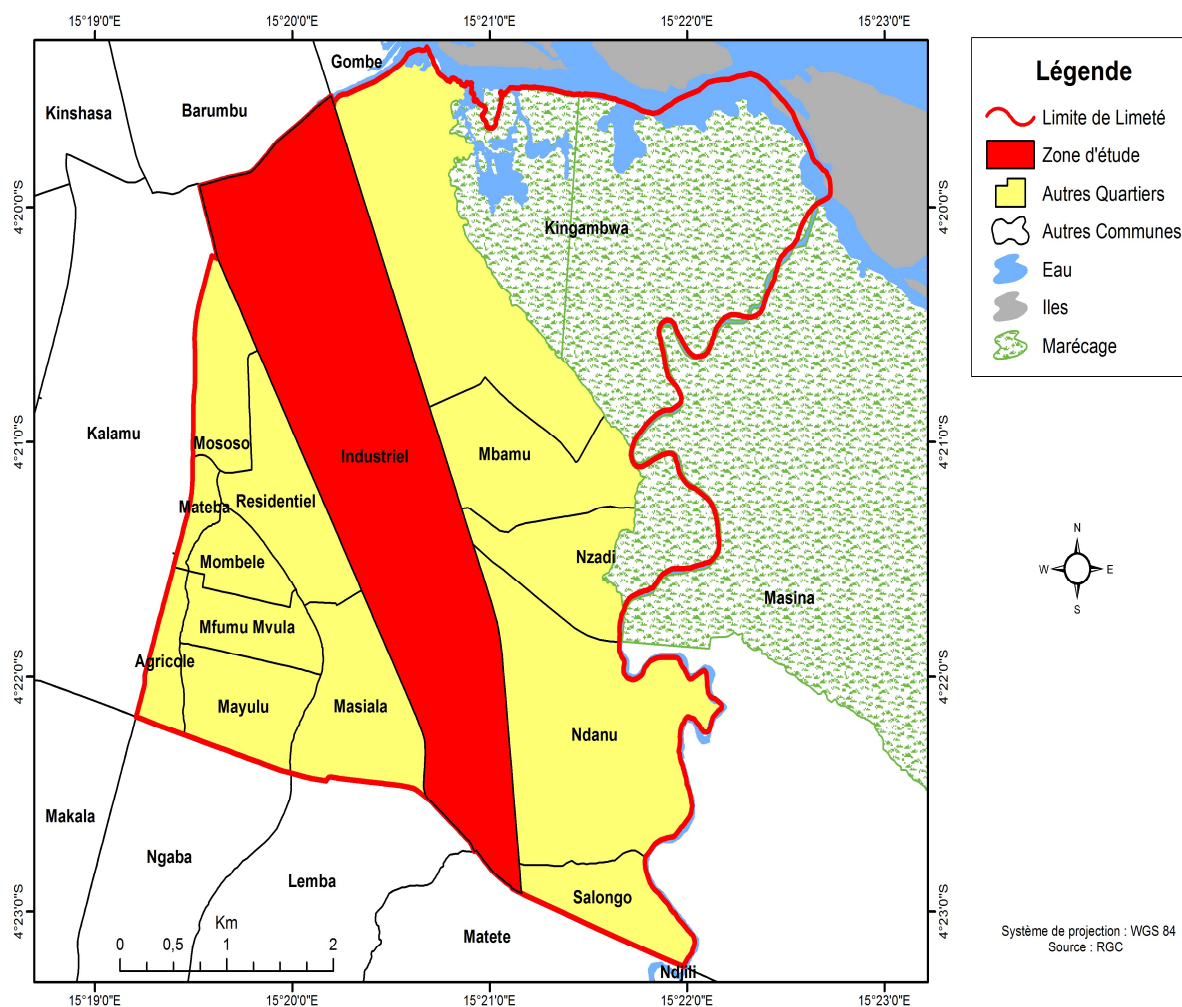 15°19'0"E
15°20'0"E
15°21'0"E
15°22'0"E
15°23'0"E
Gombe
Kinshasa
Barumbu
4°20'0"S
4°20'0"S
Kingambwa
Kalamu
Mososo
Industriel
Mbamu
4°21'0"S
4°21'0"S
Mateba
Residentiel
Mombele
Nzadi
Masina
Mfumu Mvula
Agricole
4°22'0"S
4°22'0"S
Mayulu
Masiala
Ndanu
Makala
Ngaba
Lemba
Salongo
4°23'0"S
4°23'0"S
Matete
Ndjili
Km
0
0,5
1
2
15°19'0"E
15°20'0"E
15°21'0"E
15°22'0"E
15°23'0"E
Légende
Limite de Limeté
Zone d'étude
Autres Quartiers
Autres Communes
Eau
Iles
Marécage
N
W
E
S
Système de projection : WGS 84
Source : RGC